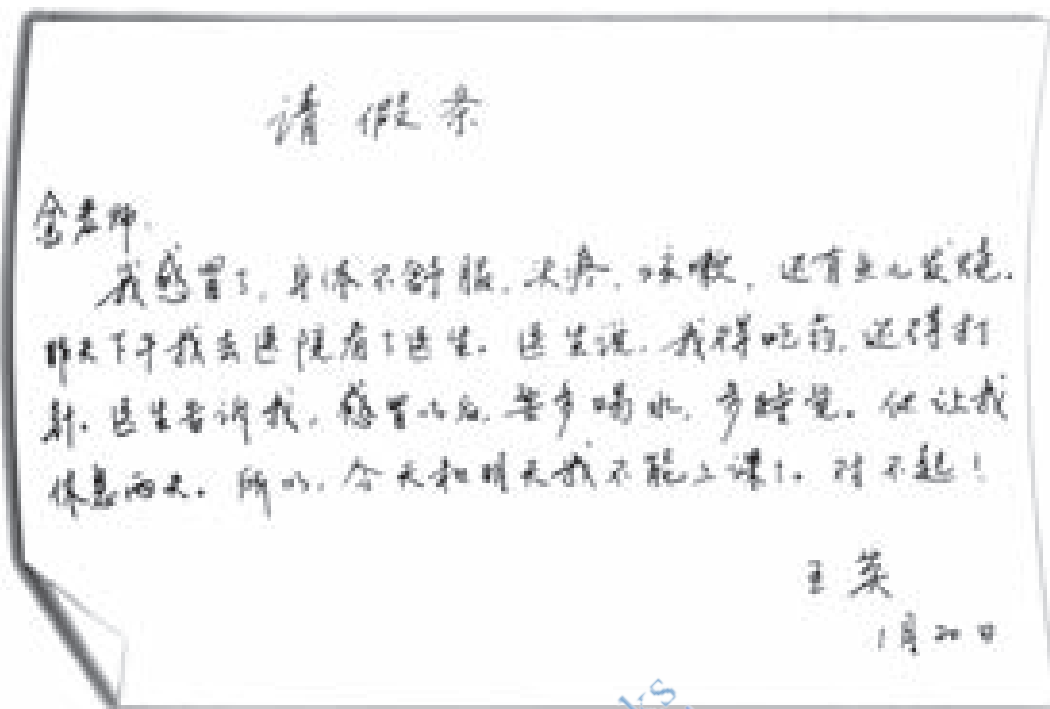 请假条
金老师：
我感冒了，身体不舒服，头疼，咳嗽，还有点儿发烧。
昨天下午我去医院看了医生。医生说，我得吃药，还得打
针。医生告诉我，感冒以后，要多喝水，多睡觉。他让我
休息两天。所以，今天和明天我不能上课了。对不起！
王英
1月20日
ks